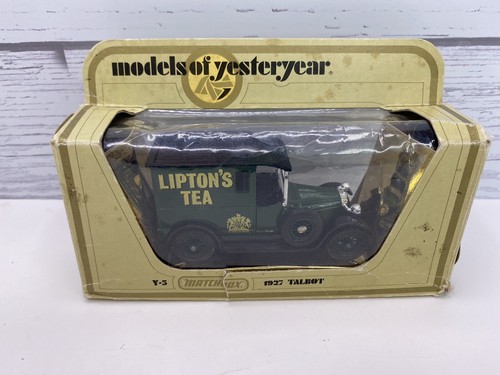 models of yesteryear
LIPTON'S
TEA
Y-5 MATCHBOX 1927 TALBOT